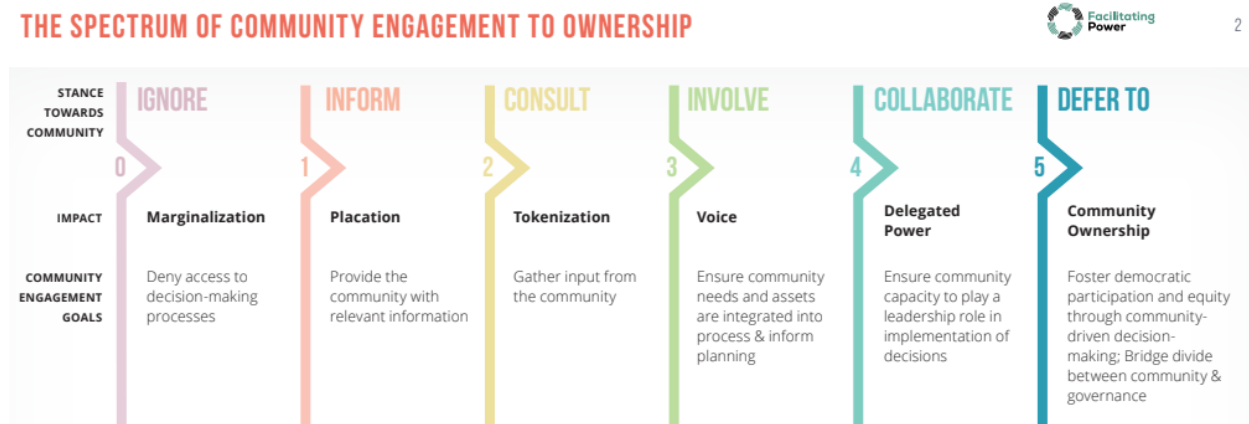 THE SPECTRUM OF COMMUNITY ENGAGEMENT TO OWNERSHIP
Facilitating
Power
2
STANCE
TOWARDS
COMMUNITY
IGNORE
INFORM
CONSULT
INVOLVE
COLLABORATE
DEFER TO
0
1
2
3
4
5
IMPACT
Marginalization
Placation
Tokenization
Voice
Delegated
Power
Community
Ownership
COMMUNITY
ENGAGEMENT
GOALS
Deny access to
decision-making
processes
Provide the
community with
relevant information
Gather input from
the community
Ensure community
needs and assets
are integrated into
process & inform
planning
Ensure community
capacity to play a
leadership role in
implementation of
decisions
Foster democratic
participation and equity
through community-
driven decision-
making; Bridge divide
between community &
governance